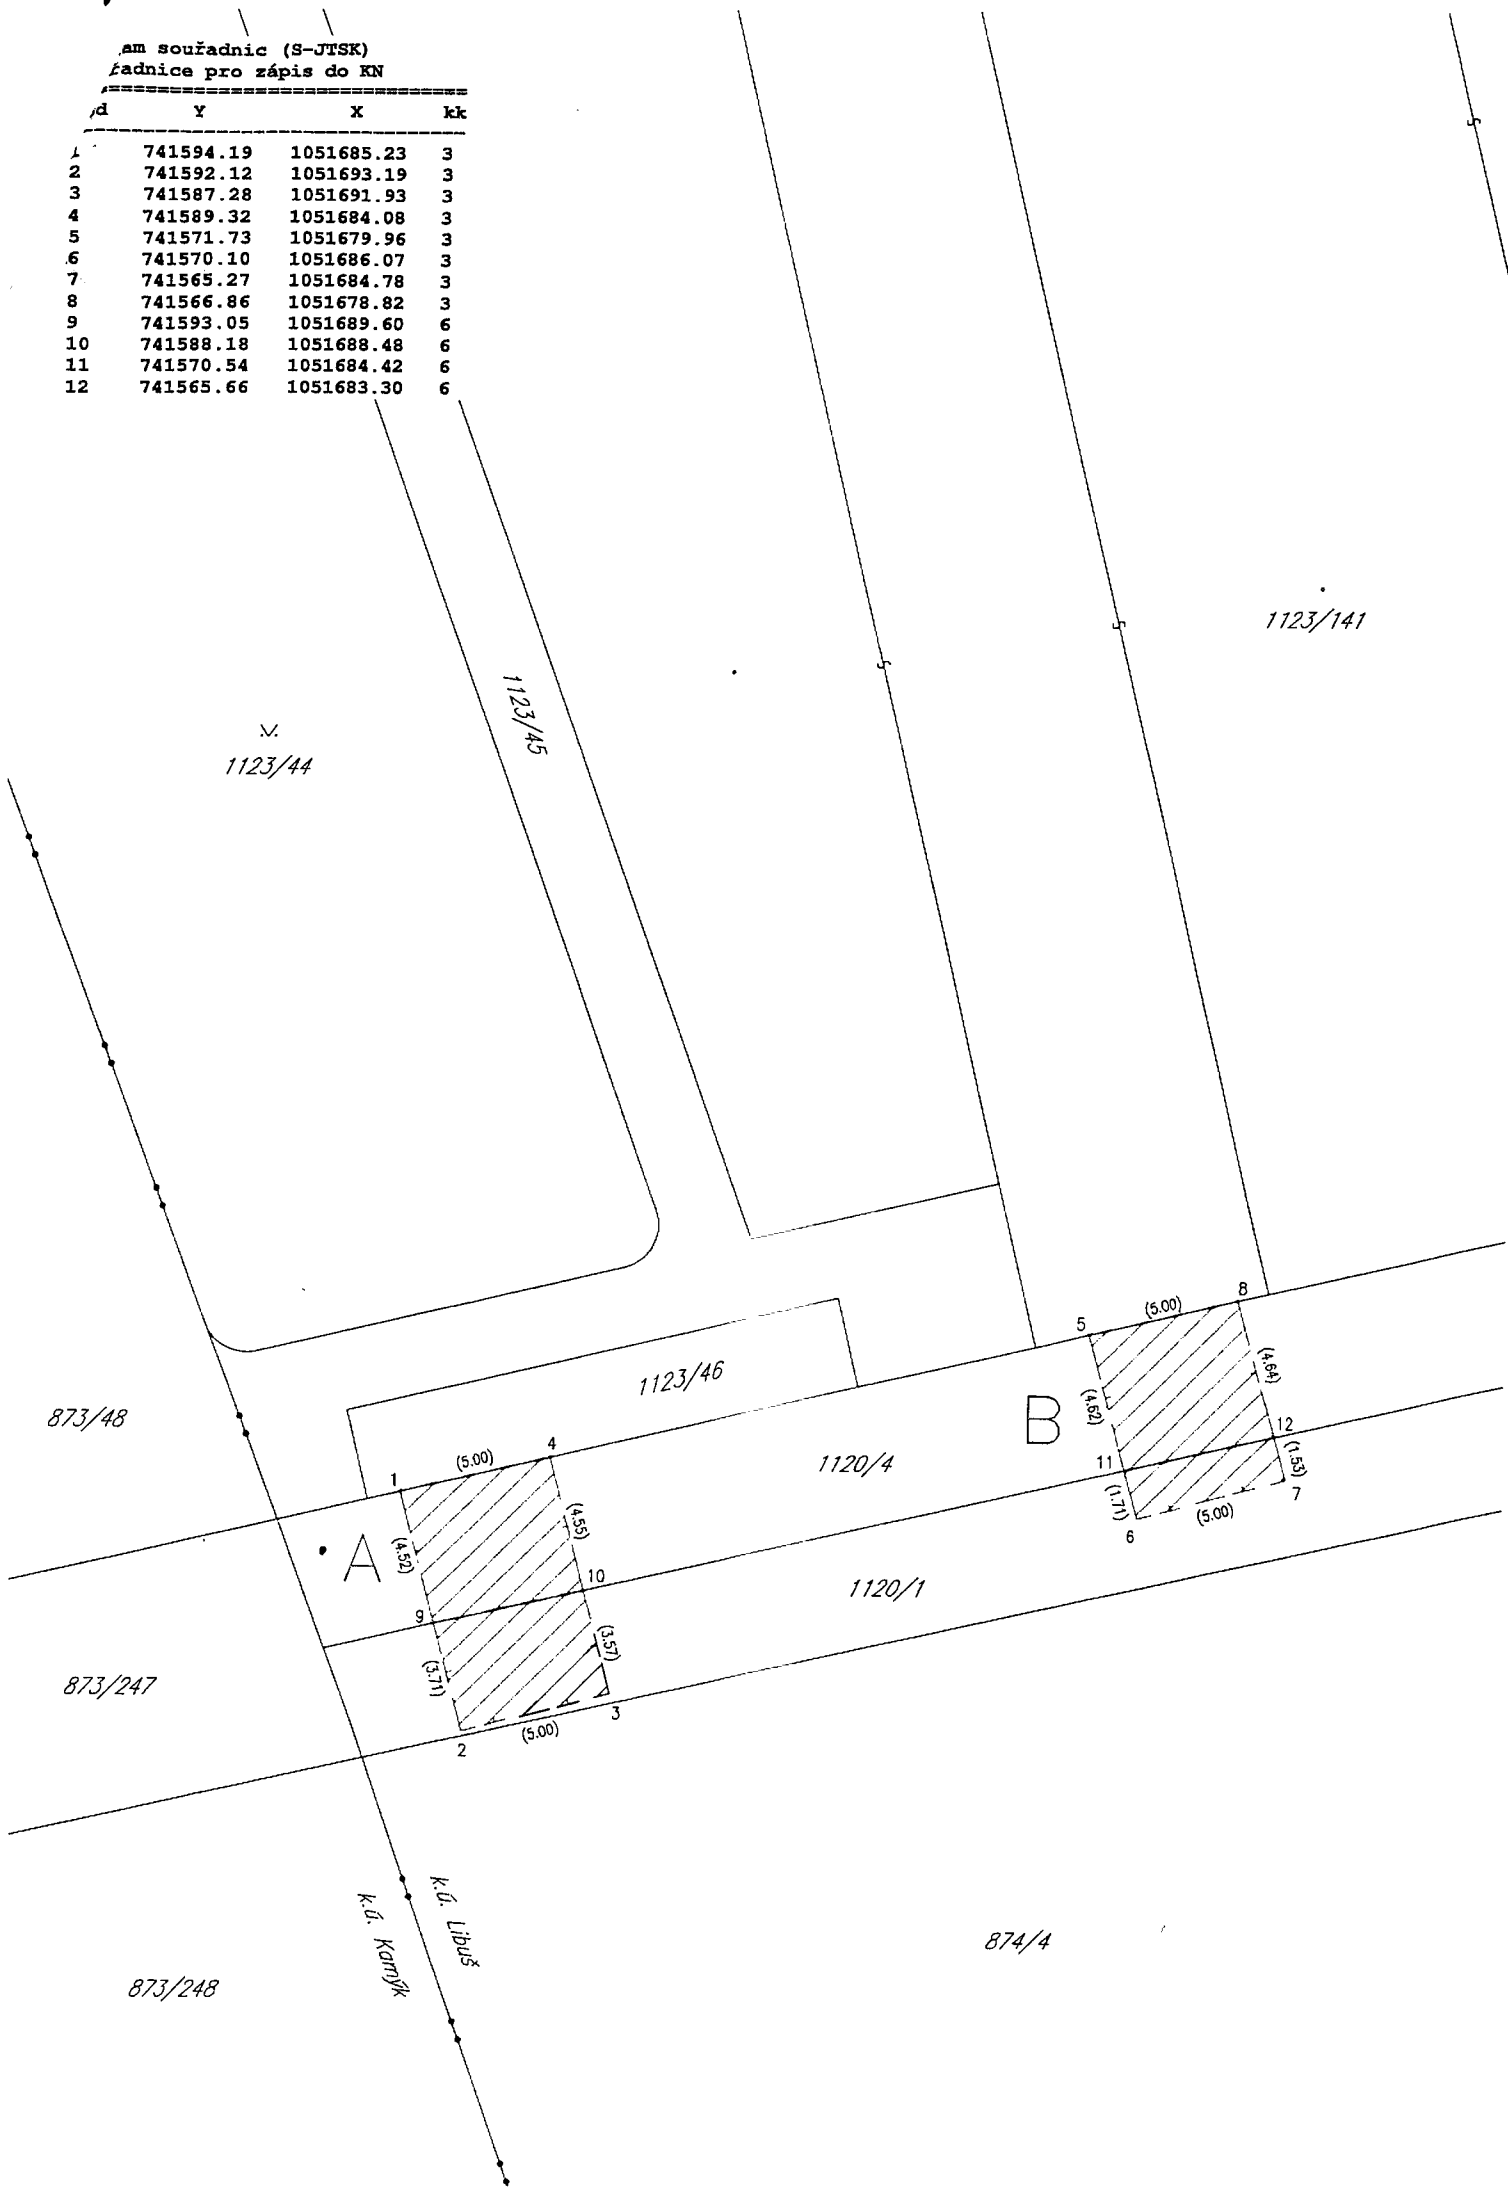 am souřadnic (S-JTSK)
řadnice pro zápis do KN
==============================
d Y X kk
------------------------------
1 741594.19 1051685.23 3
2 741592.12 1051693.19 3
3 741587.28 1051691.93 3
4 741589.32 1051684.08 3
5 741571.73 1051679.96 3
6 741570.10 1051686.07 3
7 741565.27 1051684.78 3
8 741566.86 1051678.82 3
9 741593.05 1051689.60 6
10 741588.18 1051688.48 6
11 741570.54 1051684.42 6
12 741565.66 1051683.30 6
1123/141
1123/45
1123/44
8
(5.00)
5
(4.64)
1123/46
873/48
(4.62)
B
12
4
(5.00)
1120/4
11
(1.53)
1
7
(1.71)
(5.00)
6
(4.55)
A
(4.52)
10
1120/1
9
(3.57)
(3.71)
873/247
3
(5.00)
2
k.ú. Libuš
k.ú. Kamýk
874/4
873/248